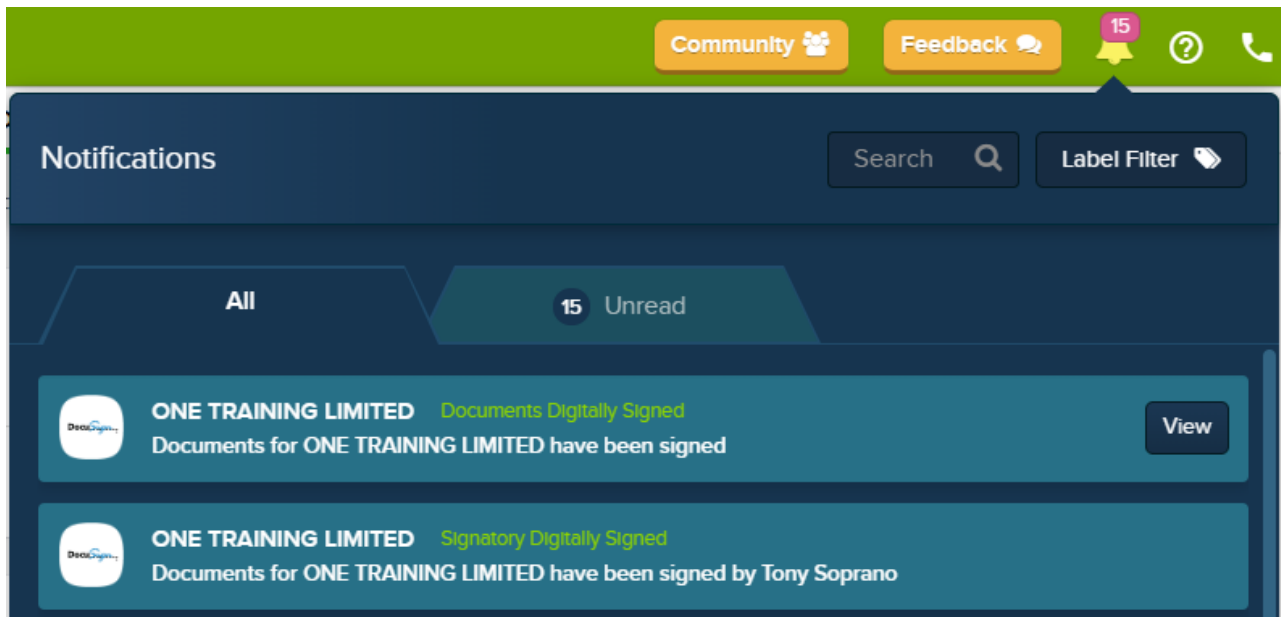 Community
Feedback
15
Notifications
Search
Label Filter
All
15 Unread
DocuSign
ONE TRAINING LIMITED Documents Digitally Signed
Documents for ONE TRAINING LIMITED have been signed
View
DocuSign
ONE TRAINING LIMITED Signatory Digitally Signed
Documents for ONE TRAINING LIMITED have been signed by Tony Soprano